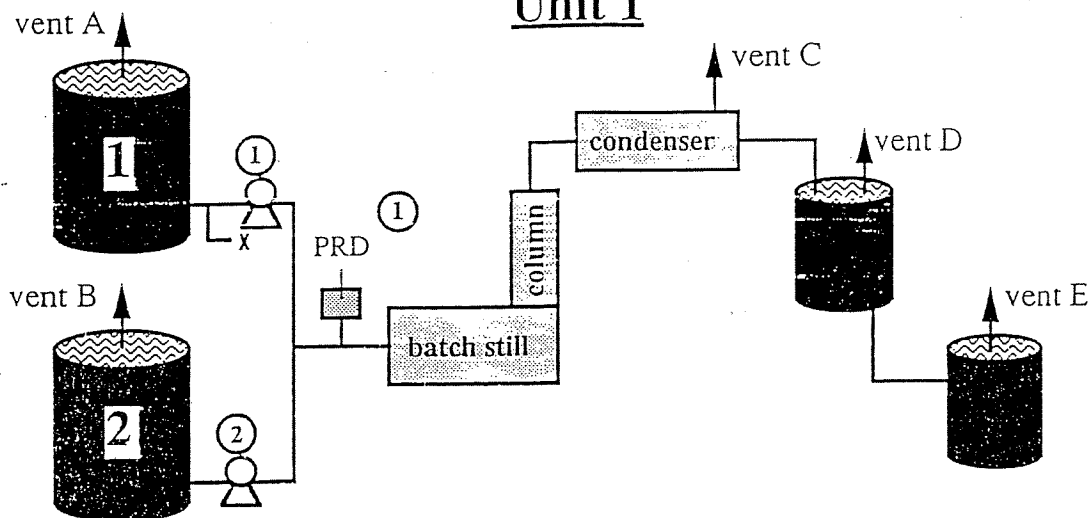 Unit 1
vent A
vent C
1
1
condenser
vent D
1
PRD
column
x
vent B
vent E
batch still
2
2